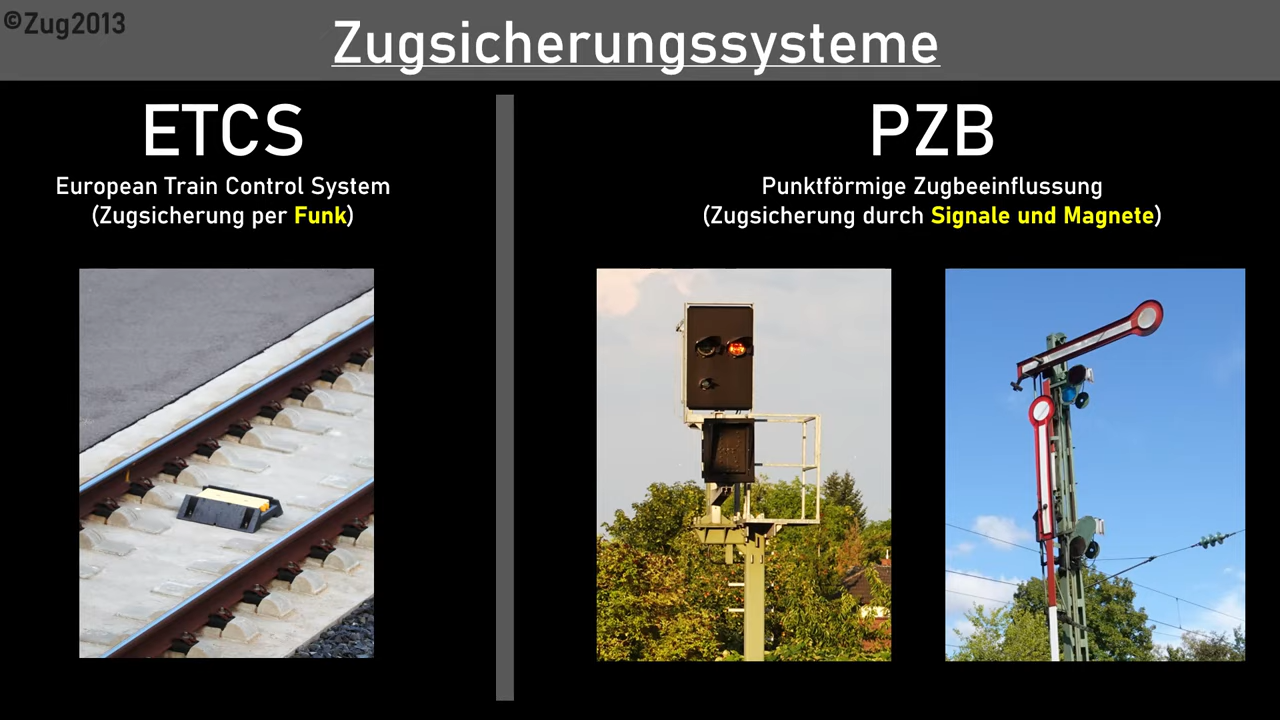 ©Zug2013
Zugsicherungssysteme
ETCS
European Train Control System
(Zugsicherung per Funk)
PZB
Punktförmige Zugbeeinflussung
(Zugsicherung durch Signale und Magnete)